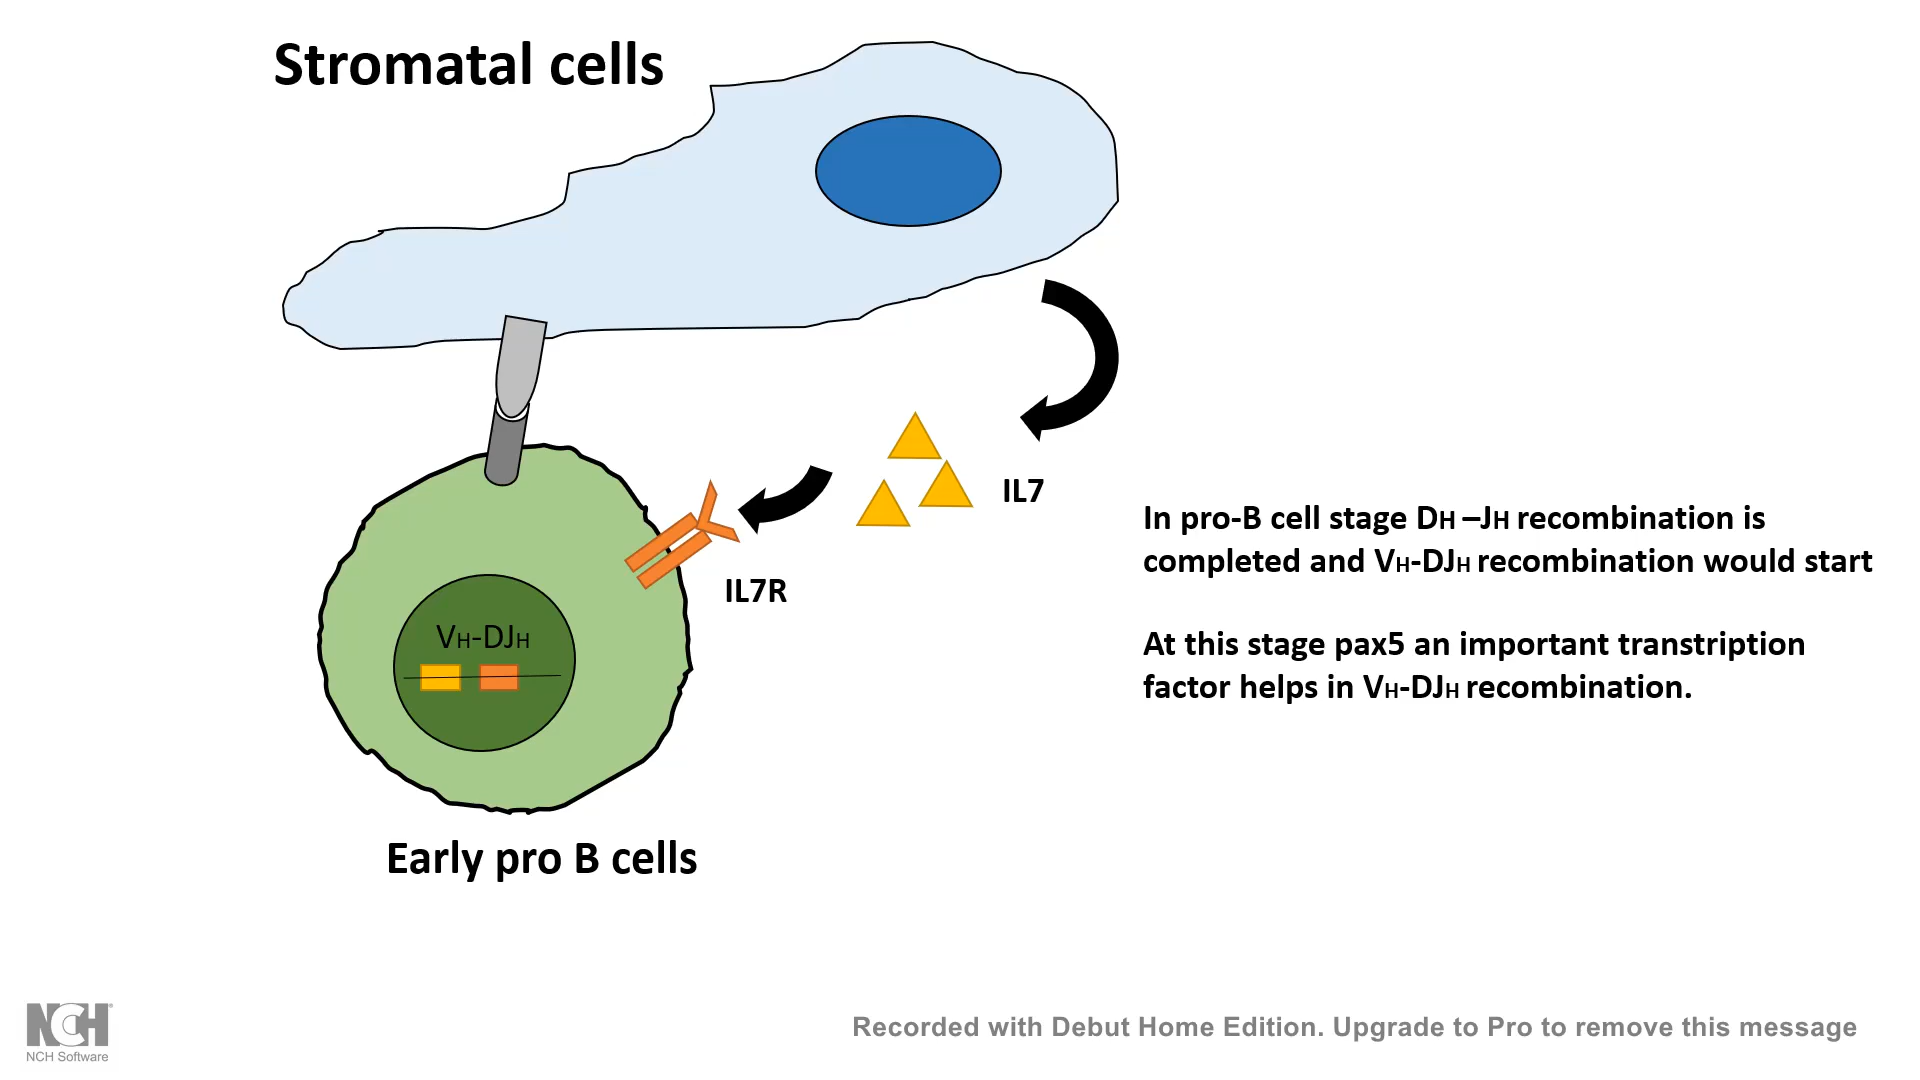 Stromatal cells
IL7
IL7R
VH-DJH
Early pro B cells
In pro-B cell stage DH –JH recombination is
completed and VH-DJH recombination would start
At this stage pax5 an important transtription
factor helps in VH-DJH recombination.
NCH
NCH Software
Recorded with Debut Home Edition. Upgrade to Pro to remove this message